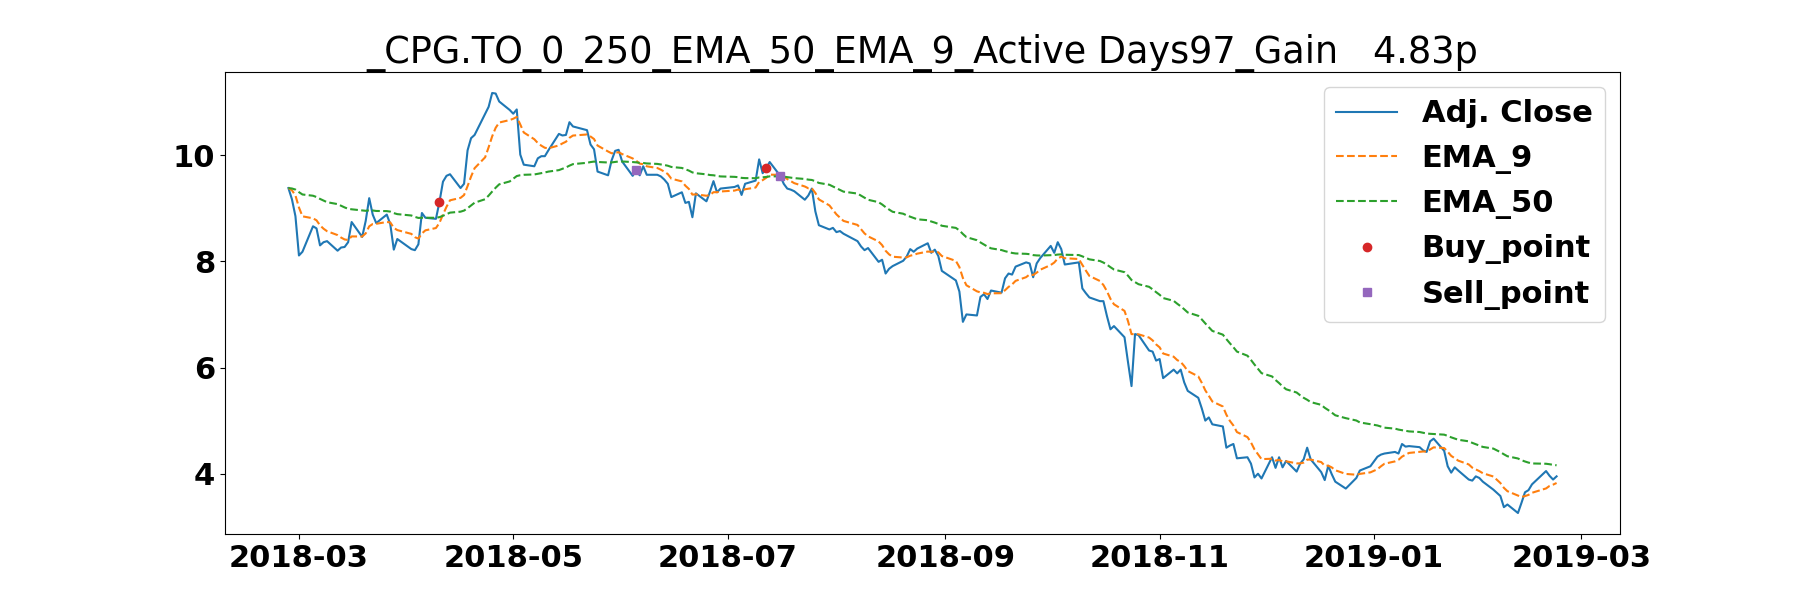 _CPG.TO_0_250_EMA_50_EMA_9_Active Days97_Gain   4.83p
Adj. Close
EMA_9
EMA_50
Buy_point
Sell_point
10
8
6
4
2018-03 2018-05 2018-07 2018-09 2018-11 2019-01 2019-03